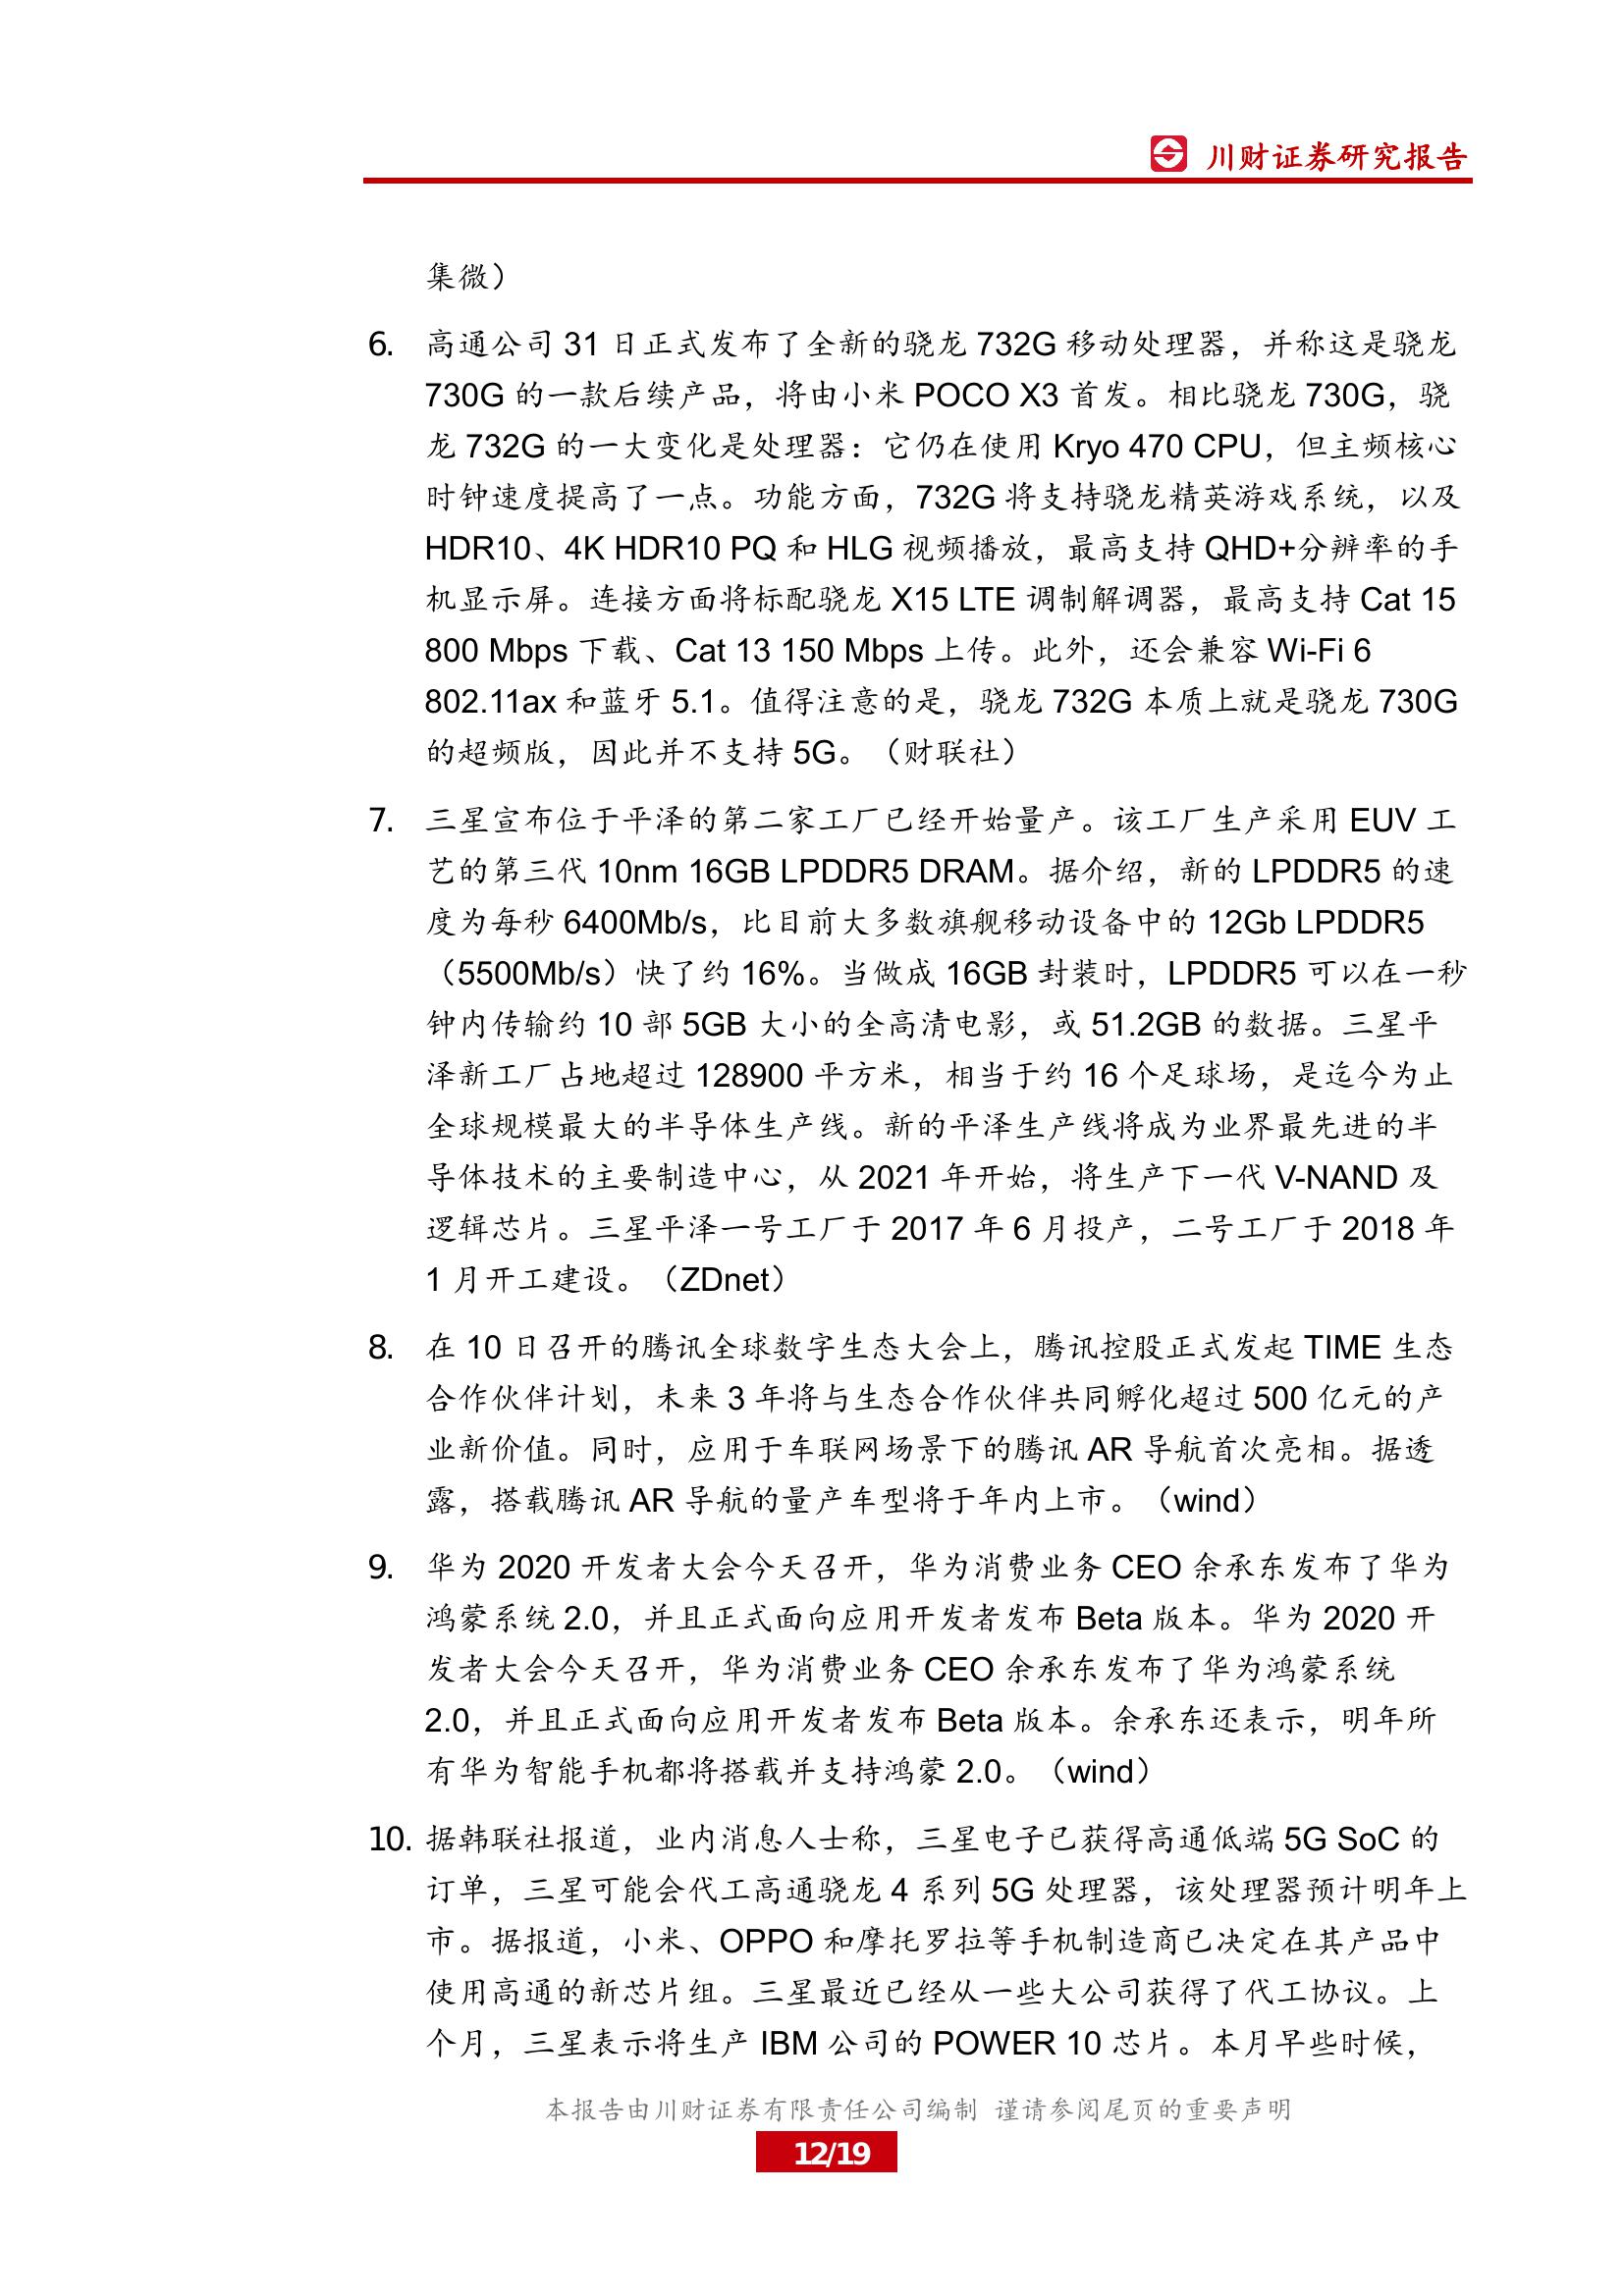 川财证券研究报告
集微）
6. 高通公司 31 日正式发布了全新的骁龙 732G 移动处理器，并称这是骁龙
730G 的一款后续产品，将由小米 POCO X3 首发。相比骁龙 730G，骁
龙 732G 的一大变化是处理器：它仍在使用 Kryo 470 CPU，但主频核心
时钟速度提高了一点。功能方面，732G 将支持骁龙精英游戏系统，以及
HDR10、4K HDR10 PQ 和 HLG 视频播放，最高支持 QHD+分辨率的手
机显示屏。连接方面将标配骁龙 X15 LTE 调制解调器，最高支持 Cat 15
800 Mbps 下载、Cat 13 150 Mbps 上传。此外，还会兼容 Wi-Fi 6
802.11ax 和蓝牙 5.1。值得注意的是，骁龙 732G 本质上就是骁龙 730G
的超频版，因此并不支持 5G。（财联社）
7. 三星宣布位于平泽的第二家工厂已经开始量产。该工厂生产采用 EUV 工
艺的第三代 10nm 16GB LPDDR5 DRAM。据介绍，新的 LPDDR5 的速
度为每秒 6400Mb/s，比目前大多数旗舰移动设备中的 12Gb LPDDR5
（5500Mb/s）快了约 16%。当做成 16GB 封装时，LPDDR5 可以在一秒
钟内传输约 10 部 5GB 大小的全高清电影，或 51.2GB 的数据。三星平
泽新工厂占地超过 128900 平方米，相当于约 16 个足球场，是迄今为止
全球规模最大的半导体生产线。新的平泽生产线将成为业界最先进的半
导体技术的主要制造中心，从 2021 年开始，将生产下一代 V-NAND 及
逻辑芯片。三星平泽一号工厂于 2017 年 6 月投产，二号工厂于 2018 年
1 月开工建设。（ZDnet）
8. 在 10 日召开的腾讯全球数字生态大会上，腾讯控股正式发起 TIME 生态
合作伙伴计划，未来 3 年将与生态合作伙伴共同孵化超过 500 亿元的产
业新价值。同时，应用于车联网场景下的腾讯 AR 导航首次亮相。据透
露，搭载腾讯 AR 导航的量产车型将于年内上市。（wind）
9. 华为 2020 开发者大会今天召开，华为消费业务 CEO 余承东发布了华为
鸿蒙系统 2.0，并且正式面向应用开发者发布 Beta 版本。华为 2020 开
发者大会今天召开，华为消费业务 CEO 余承东发布了华为鸿蒙系统
2.0，并且正式面向应用开发者发布 Beta 版本。余承东还表示，明年所
有华为智能手机都将搭载并支持鸿蒙 2.0。（wind）
10. 据韩联社报道，业内消息人士称，三星电子已获得高通低端 5G SoC 的
订单，三星可能会代工高通骁龙 4 系列 5G 处理器，该处理器预计明年上
市。据报道，小米、OPPO 和摩托罗拉等手机制造商已决定在其产品中
使用高通的新芯片组。三星最近已经从一些大公司获得了代工协议。上
个月，三星表示将生产 IBM 公司的 POWER 10 芯片。本月早些时候，
本报告由川财证券有限责任公司编制 谨请参阅尾页的重要声明
12/19